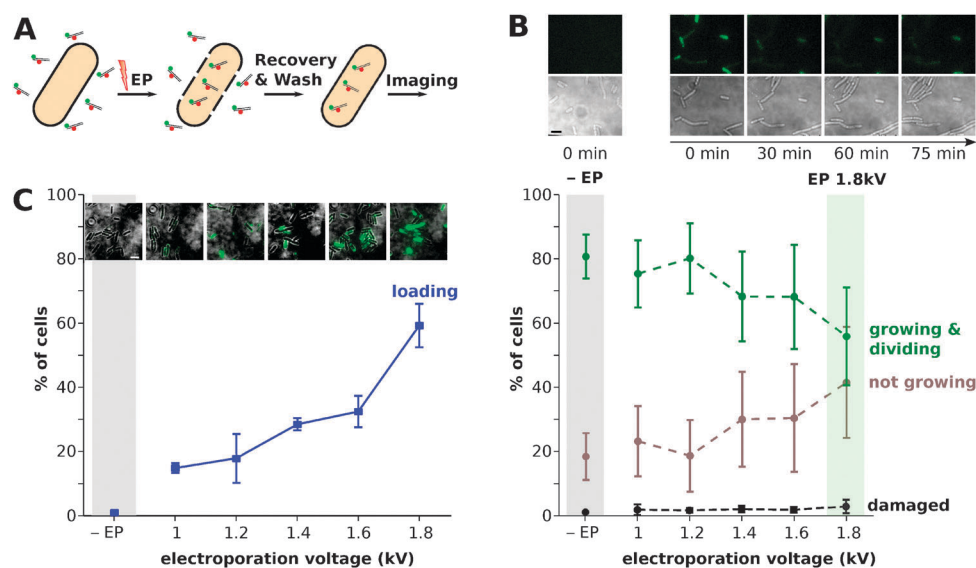 A
EP
Recovery
& Wash
Imaging
B
0 min
0 min
30 min
60 min
75 min
– EP
EP 1.8kV
C
100
80
60
40
20
0
% of cells
loading
– EP
1
1.2
1.4
1.6
1.8
electroporation voltage (kV)
100
80
60
40
20
0
% of cells
growing &
dividing
not growing
damaged
– EP
1
1.2
1.4
1.6
1.8
electroporation voltage (kV)